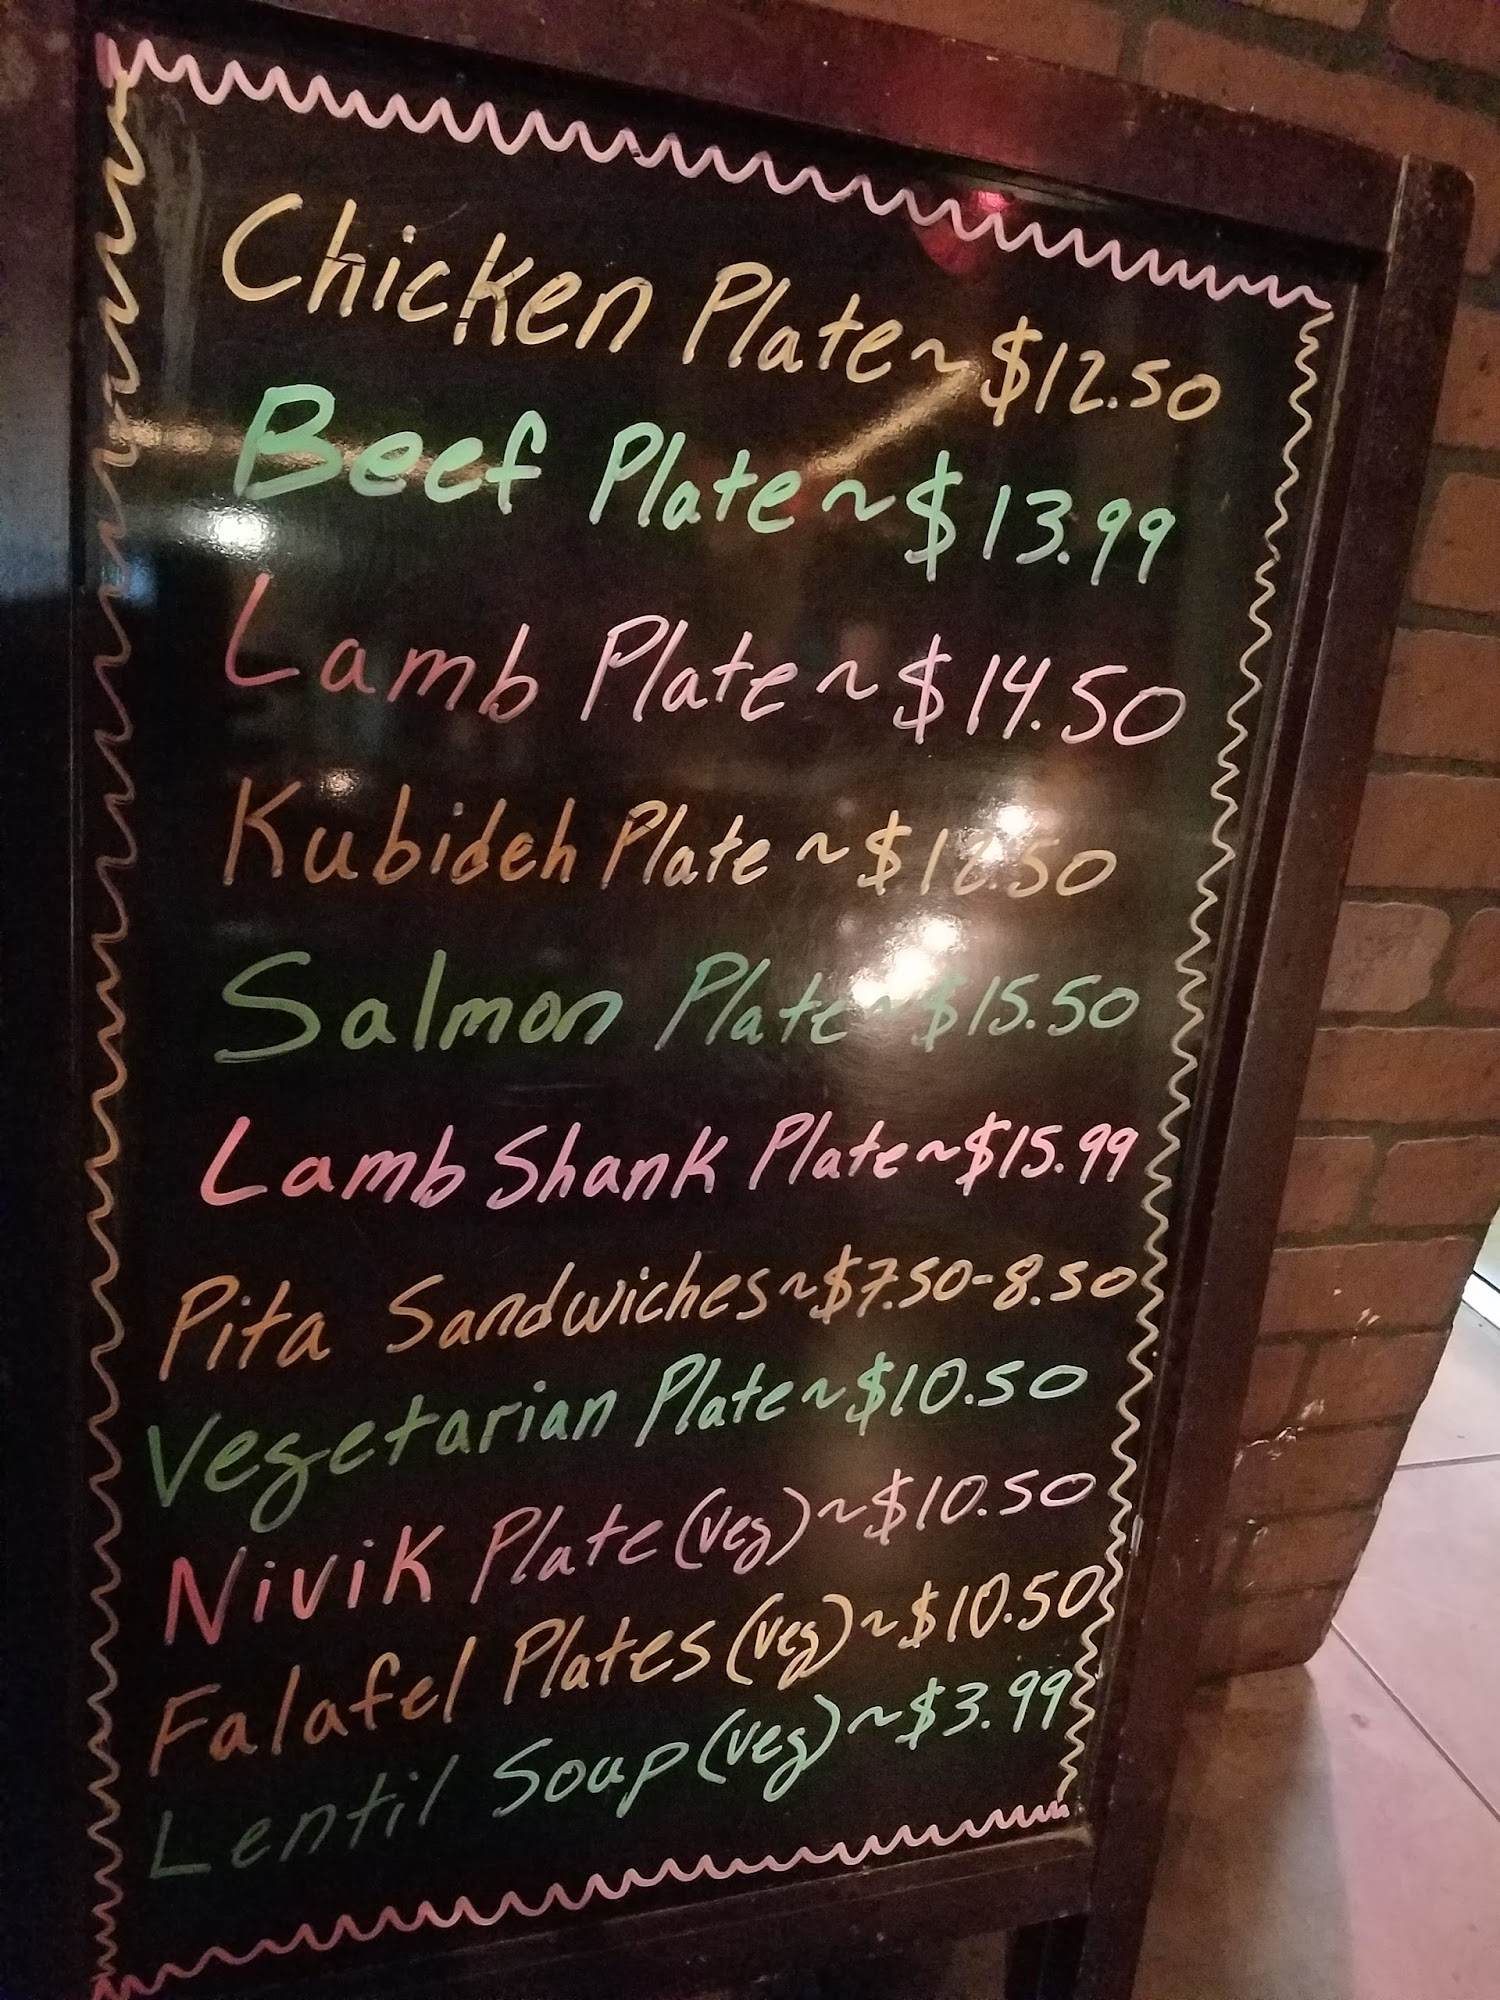 Chicken Plate ~ $12.50
Beef Plate ~ $13.99
Lamb Plate ~ $14.50
Kubideh Plate ~ $12.50
Salmon Plate ~ $15.50
Lamb Shank Plate ~ $15.99
Pita Sandwiches ~ $7.50-8.50
Vegetarian Plate ~ $10.50
Nivik Plate (veg) ~ $10.50
Falafel Plates (veg) ~ $10.50
Lentil Soup (veg) ~ $3.99